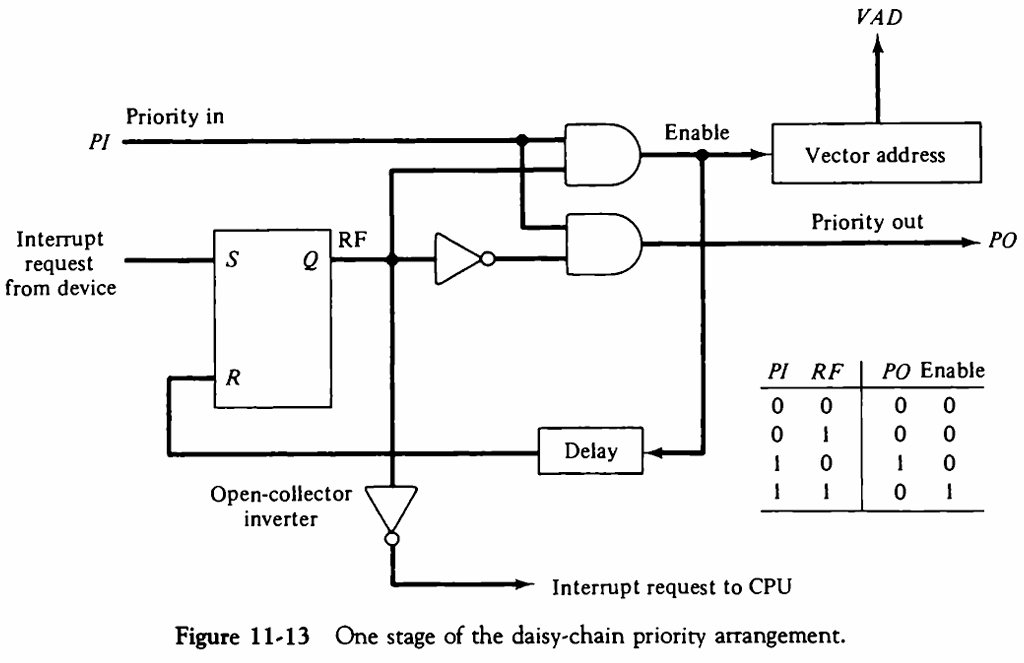 VAD
Priority in
PI
Enable
Vector address
Priority out
PO
Interrupt
request
from device
S
Q
RF
R
Delay
Open-collector
inverter
Interrupt request to CPU
PI RF PO Enable
0 0 0 0
0 1 0 0
1 0 1 0
1 1 0 1
Figure 11-13 One stage of the daisy-chain priority arrangement.